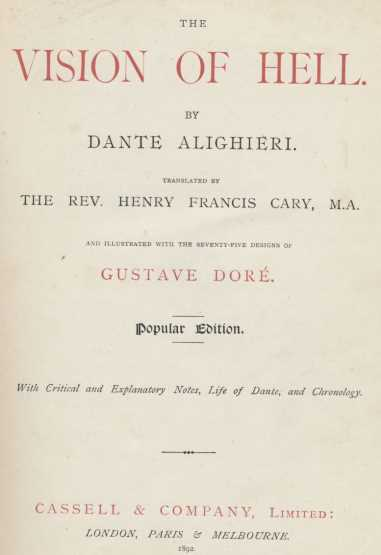 THE
VISION OF HELL.
BY
DANTE ALIGHIERI.
TRANSLATED BY
THE REV. HENRY FRANCIS CARY, M.A.
AND ILLUSTRATED WITH THE SEVENTY-FIVE DESIGNS OF
GUSTAVE DORÉ.
Popular Edition.
With Critical and Explanatory Notes, Life of Dante, and Chronology.
CASSELL & COMPANY, LIMITED:
LONDON, PARIS & MELBOURNE.
1892.